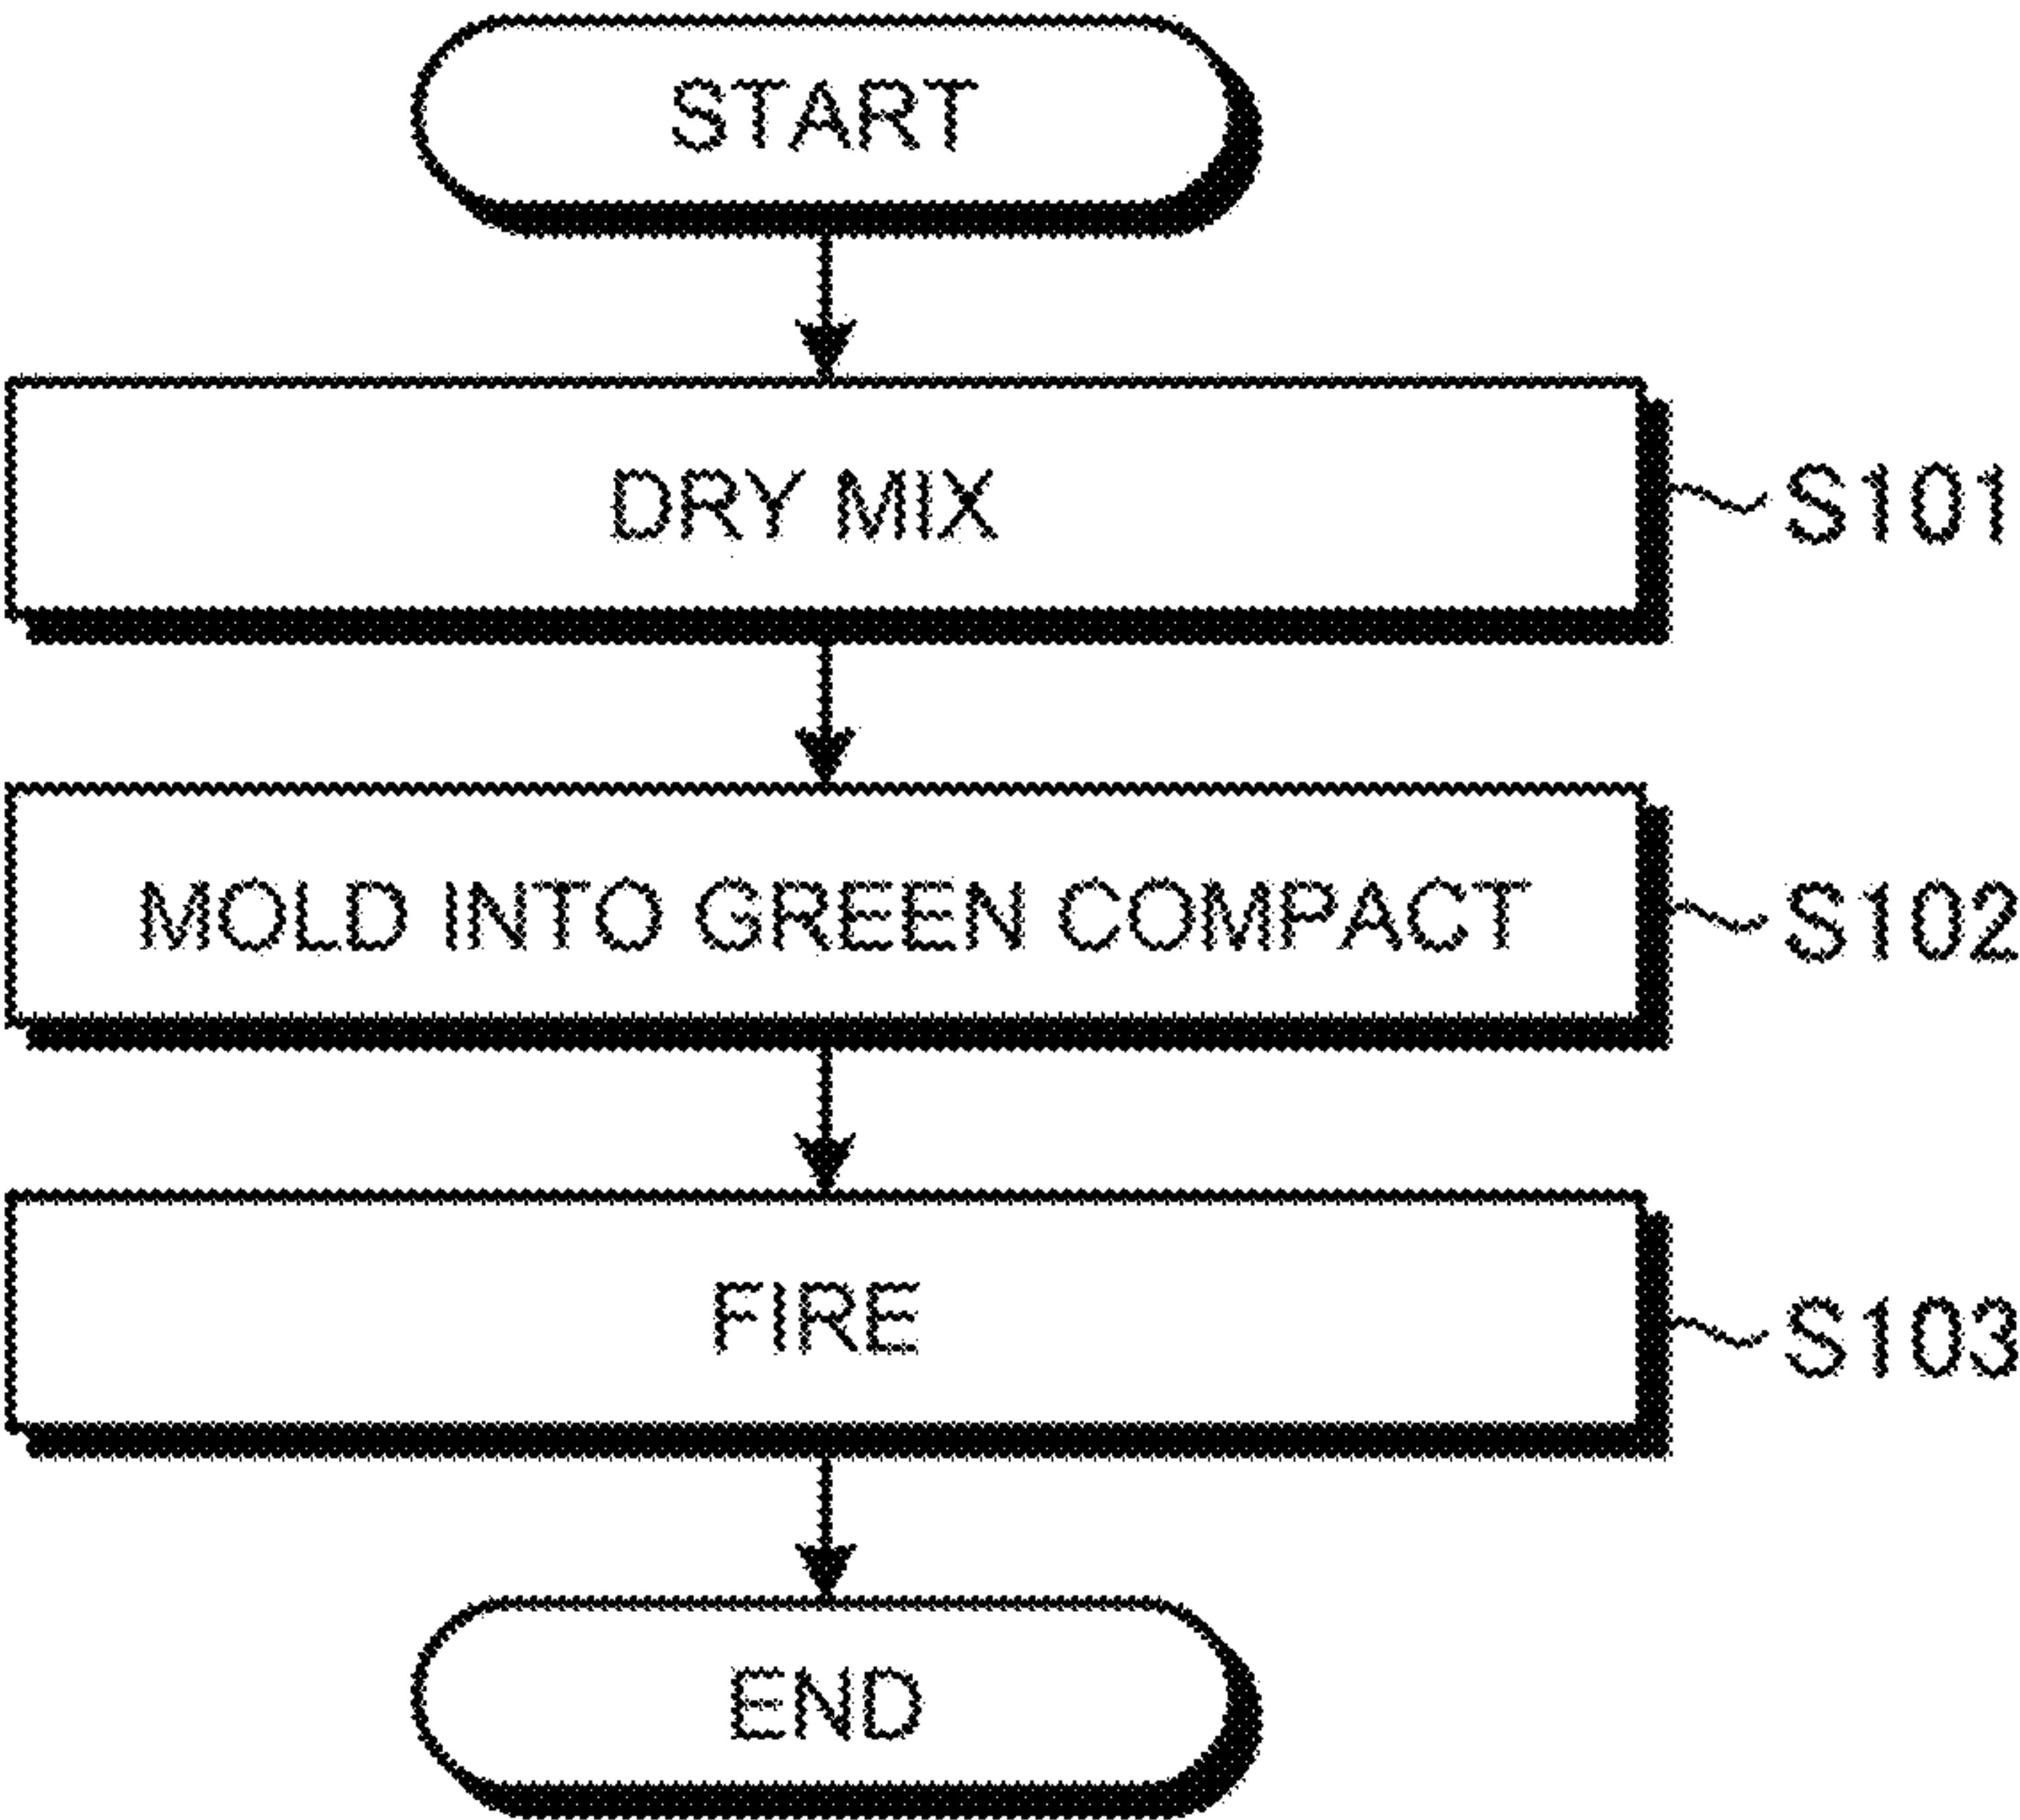 START
DRY MIX
S101
MOLD INTO GREEN COMPACT
S102
FIRE
S103
END